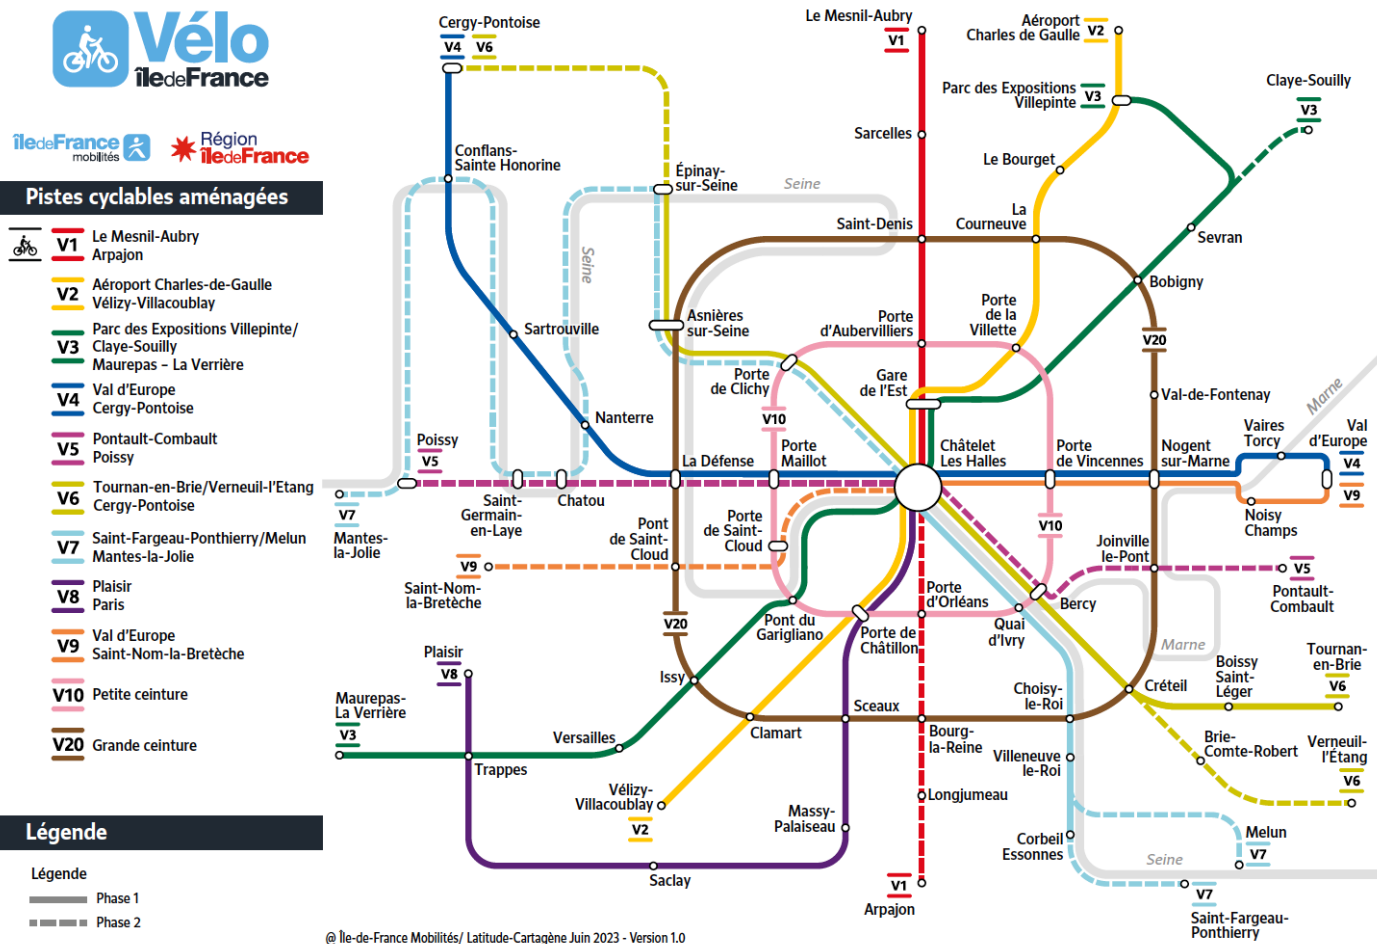 Vélo
îledeFrance
îledeFrance
mobilités
Région
îledeFrance
Pistes cyclables aménagées
V1
Le Mesnil-Aubry
Arpajon
V2
Aéroport Charles-de-Gaulle
Vélizy-Villacoublay
V3
Parc des Expositions Villepinte/
Claye-Souilly
Maurepas – La Verrière
V4
Val d'Europe
Cergy-Pontoise
V5
Pontault-Combault
Poissy
V6
Tournan-en-Brie/Verneuil-l'Etang
Cergy-Pontoise
V7
Saint-Fargeau-Ponthierry/Melun
Mantes-la-Jolie
V8
Plaisir
Paris
V9
Val d'Europe
Saint-Nom-la-Bretèche
V10
Petite ceinture
V20
Grande ceinture
Légende
Légende
Phase 1
Phase 2
Cergy-Pontoise
V4
V6
Le Mesnil-Aubry
V1
Aéroport
Charles de Gaulle
V2
Parc des Expositions
Villepinte
V3
Claye-Souilly
V3
Sarcelles
Le Bourget
Conflans-
Sainte Honorine
Épinay-
sur-Seine
Seine
Seine
Saint-Denis
La
Courneuve
Sevran
Bobigny
Sartrouville
Asnières
sur-Seine
Porte
d'Aubervilliers
Porte
de la
Villette
V20
Porte
de Clichy
Gare
de l'Est
Val-de-Fontenay
Marne
Nanterre
V10
Poissy
V5
La Défense
Porte
Maillot
Châtelet
Les Halles
Porte
de Vincennes
Nogent
sur-Marne
Vaires
Torcy
Val
d'Europe
V4
V9
V7
Mantes-
la-Jolie
Saint-
Germain-
en-Laye
Chatou
Pont
de Saint-
Cloud
Porte
de Saint-
Cloud
V10
Joinville
le-Pont
Noisy
Champs
V9
Saint-Nom-
la-Bretèche
V5
Pontault-
Combault
V20
Pont du
Garigliano
Porte de
Châtillon
Porte
d'Orléans
Quai
d'Ivry
Bercy
Marne
Plaisir
V8
Issy
Maurepas-
La Verrière
V3
Versailles
Trappes
Clamart
Sceaux
Bourg-
la-Reine
Choisy-
le-Roi
Créteil
Boissy
Saint-
Léger
Tournan-
en-Brie
V6
Brie-
Comte-Robert
Verneuil-
l'Étang
V6
Vélizy-
Villacoublay
V2
Massy-
Palaiseau
Longjumeau
Villeneuve
le-Roi
Corbeil
Essonnes
Melun
V7
Seine
Saclay
V1
Arpajon
V7
Saint-Fargeau-
Ponthierry
@ Île-de-France Mobilités/ Latitude-Cartagène Juin 2023 - Version 1.0